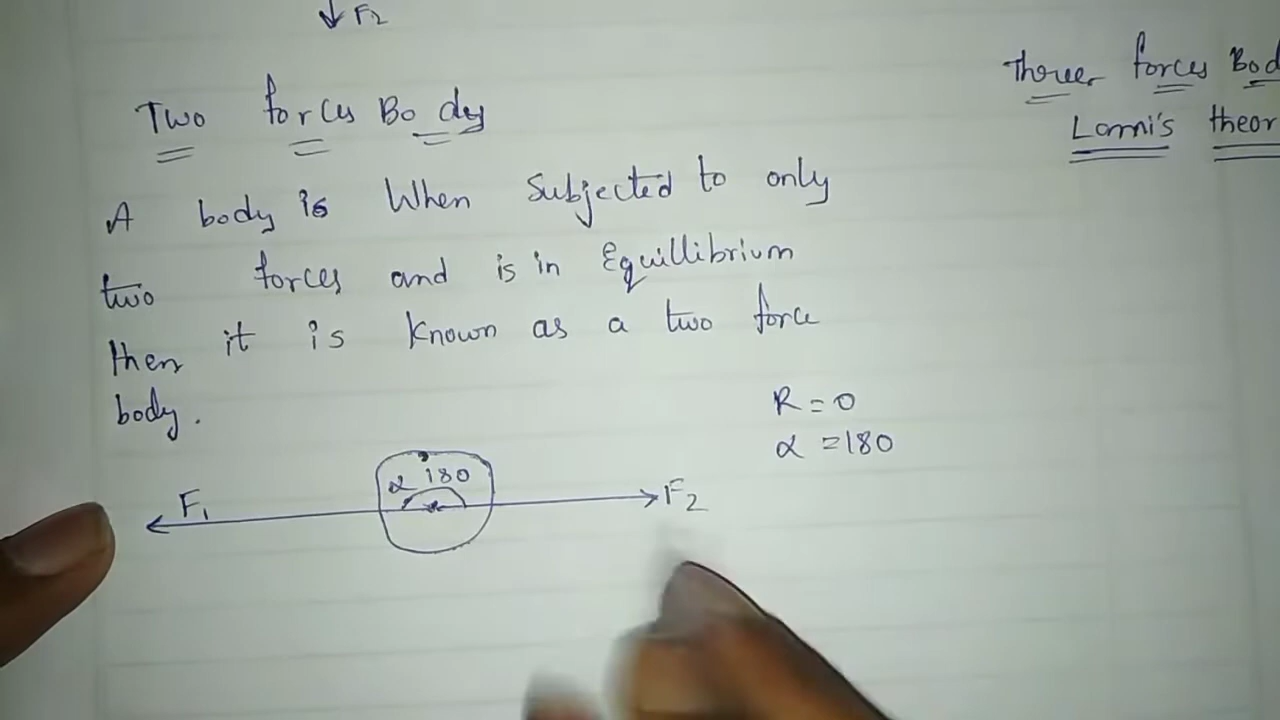 F2
Two forces Body
A body is When Subjected to only
two forces and is in Equillibrium
then it is Known as a two force
body.
R = 0
α = 180
α 180
F1
F2
Three forces Bod
Lami's theor